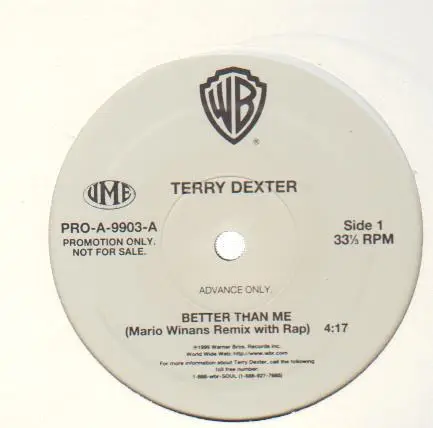 WB
®
UME
TERRY DEXTER
PRO-A-9903-A
PROMOTION ONLY.
NOT FOR SALE.
Side 1
33⅓ RPM
ADVANCE ONLY.
BETTER THAN ME
(Mario Winans Remix with Rap) 4:17
℗1999 Warner Bros. Records Inc.
World Wide Web: http://www.wbr.com
For more information about Terry Dexter, call the following
toll free number:
1-888-wbr-SOUL (1-888-927-7685)